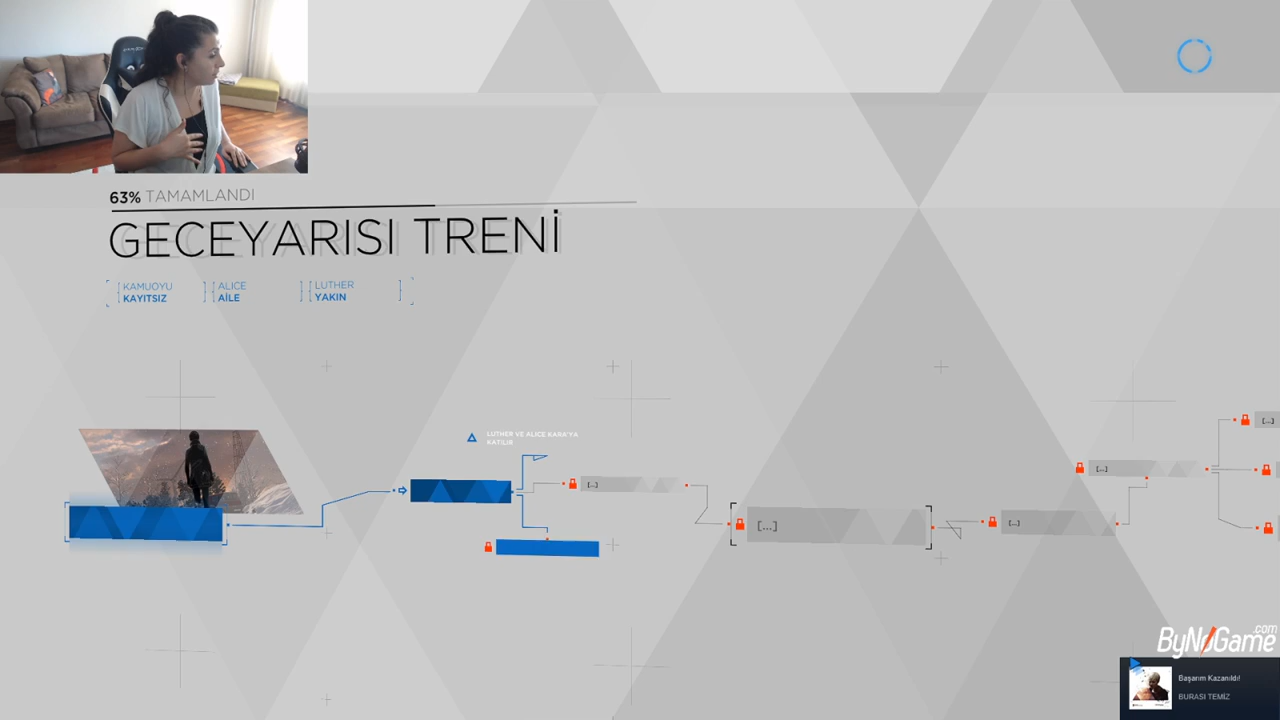 63% TAMAMLANDI
GECEYARISI TRENİ
KAMUOYU
KAYITSIZ
ALICE
AİLE
LUTHER
YAKIN
LUTHER VE ALICE KARA'YA
KATILIR
[...]
[...]
[...]
[...]
[...]
ByNoGame.com
Başarım Kazanıldı!
BURASI TEMİZ